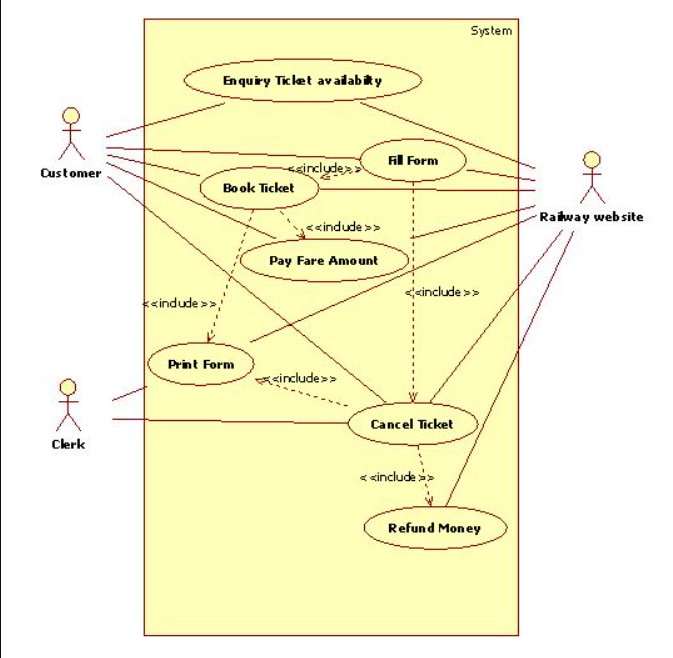 System
Enquiry Ticket availabilty
Customer
Fill Form
<<include>>
Book Ticket
Railway website
<<include>>
Pay Fare Amount
<<include>>
<<include>>
Print Form
<<include>>
Clerk
Cancel Ticket
<<include>>
Refund Money